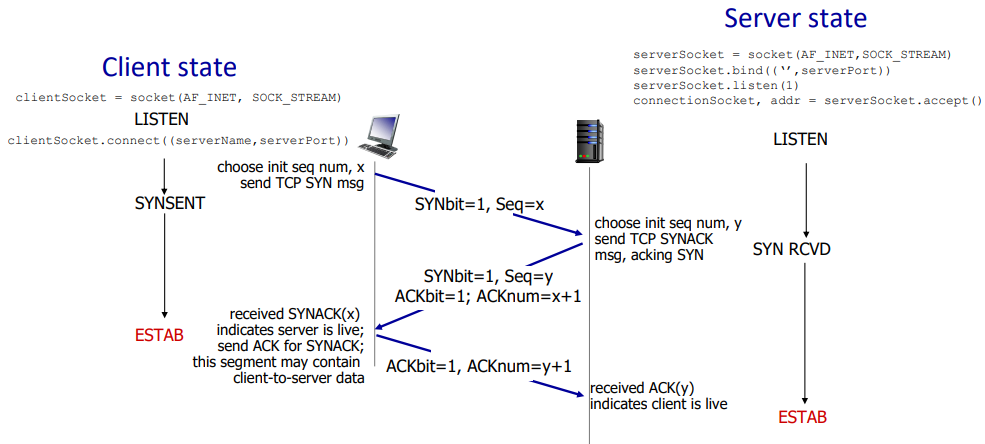 Server state
serverSocket = socket(AF_INET,SOCK_STREAM)
serverSocket.bind((‘’,serverPort))
serverSocket.listen(1)
connectionSocket, addr = serverSocket.accept()
Client state
clientSocket = socket(AF_INET, SOCK_STREAM)
LISTEN
clientSocket.connect((serverName,serverPort))
LISTEN
choose init seq num, x
send TCP SYN msg
SYNSENT
SYNbit=1, Seq=x
choose init seq num, y
send TCP SYNACK
msg, acking SYN
SYN RCVD
SYNbit=1, Seq=y
ACKbit=1; ACKnum=x+1
received SYNACK(x)
indicates server is live;
send ACK for SYNACK;
this segment may contain
client-to-server data
ESTAB
ACKbit=1, ACKnum=y+1
received ACK(y)
indicates client is live
ESTAB